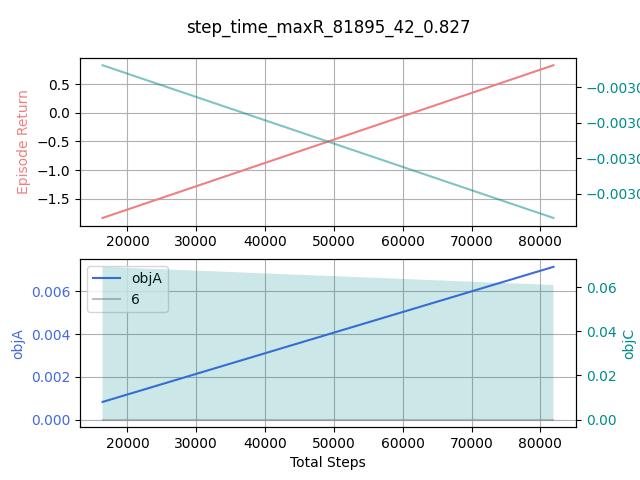 step_time_maxR_81895_42_0.827
0.5
0.0
−0.5
−1.0
−1.5
Episode Return
−0.0030
−0.0030
−0.0030
−0.0030
20000 30000 40000 50000 60000 70000 80000
objA
6
0.006
0.004
0.002
0.000
objA
0.06
0.04
0.02
0.00
objC
20000 30000 40000 50000 60000 70000 80000
Total Steps